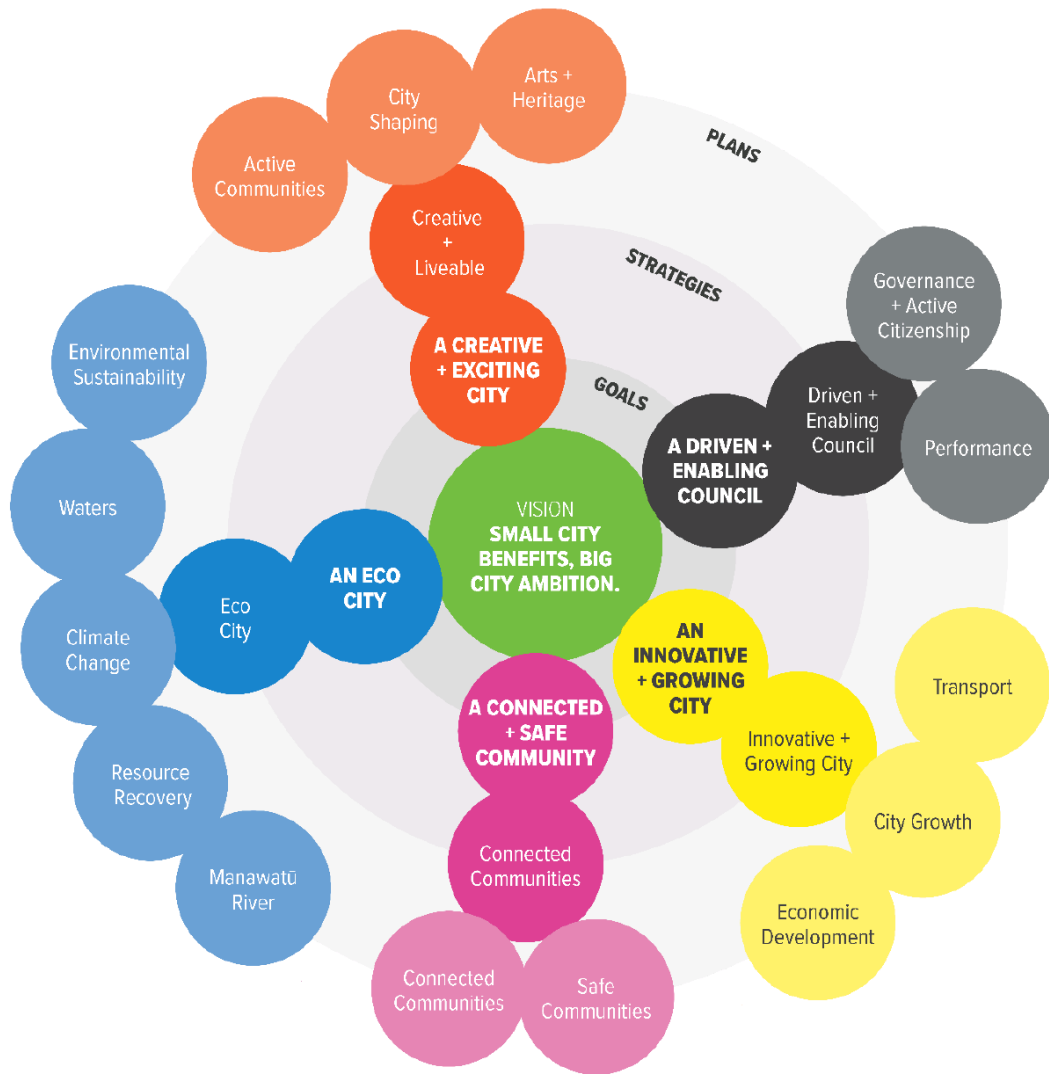 Arts +
Heritage
City
Shaping
Active
Communities
PLANS
Creative
+
Liveable
STRATEGIES
Governance
+ Active
Citizenship
A CREATIVE
+ EXCITING
CITY
GOALS
Environmental
Sustainability
Driven +
Enabling
Council
A DRIVEN +
ENABLING
COUNCIL
Performance
Waters
VISION
SMALL CITY
BENEFITS, BIG
CITY AMBITION.
AN ECO
CITY
Eco
City
Climate
Change
AN
INNOVATIVE
+ GROWING
CITY
Transport
A CONNECTED
+ SAFE
COMMUNITY
Innovative +
Growing City
Resource
Recovery
City Growth
Connected
Communities
Manawatū
River
Economic
Development
Connected
Communities
Safe
Communities